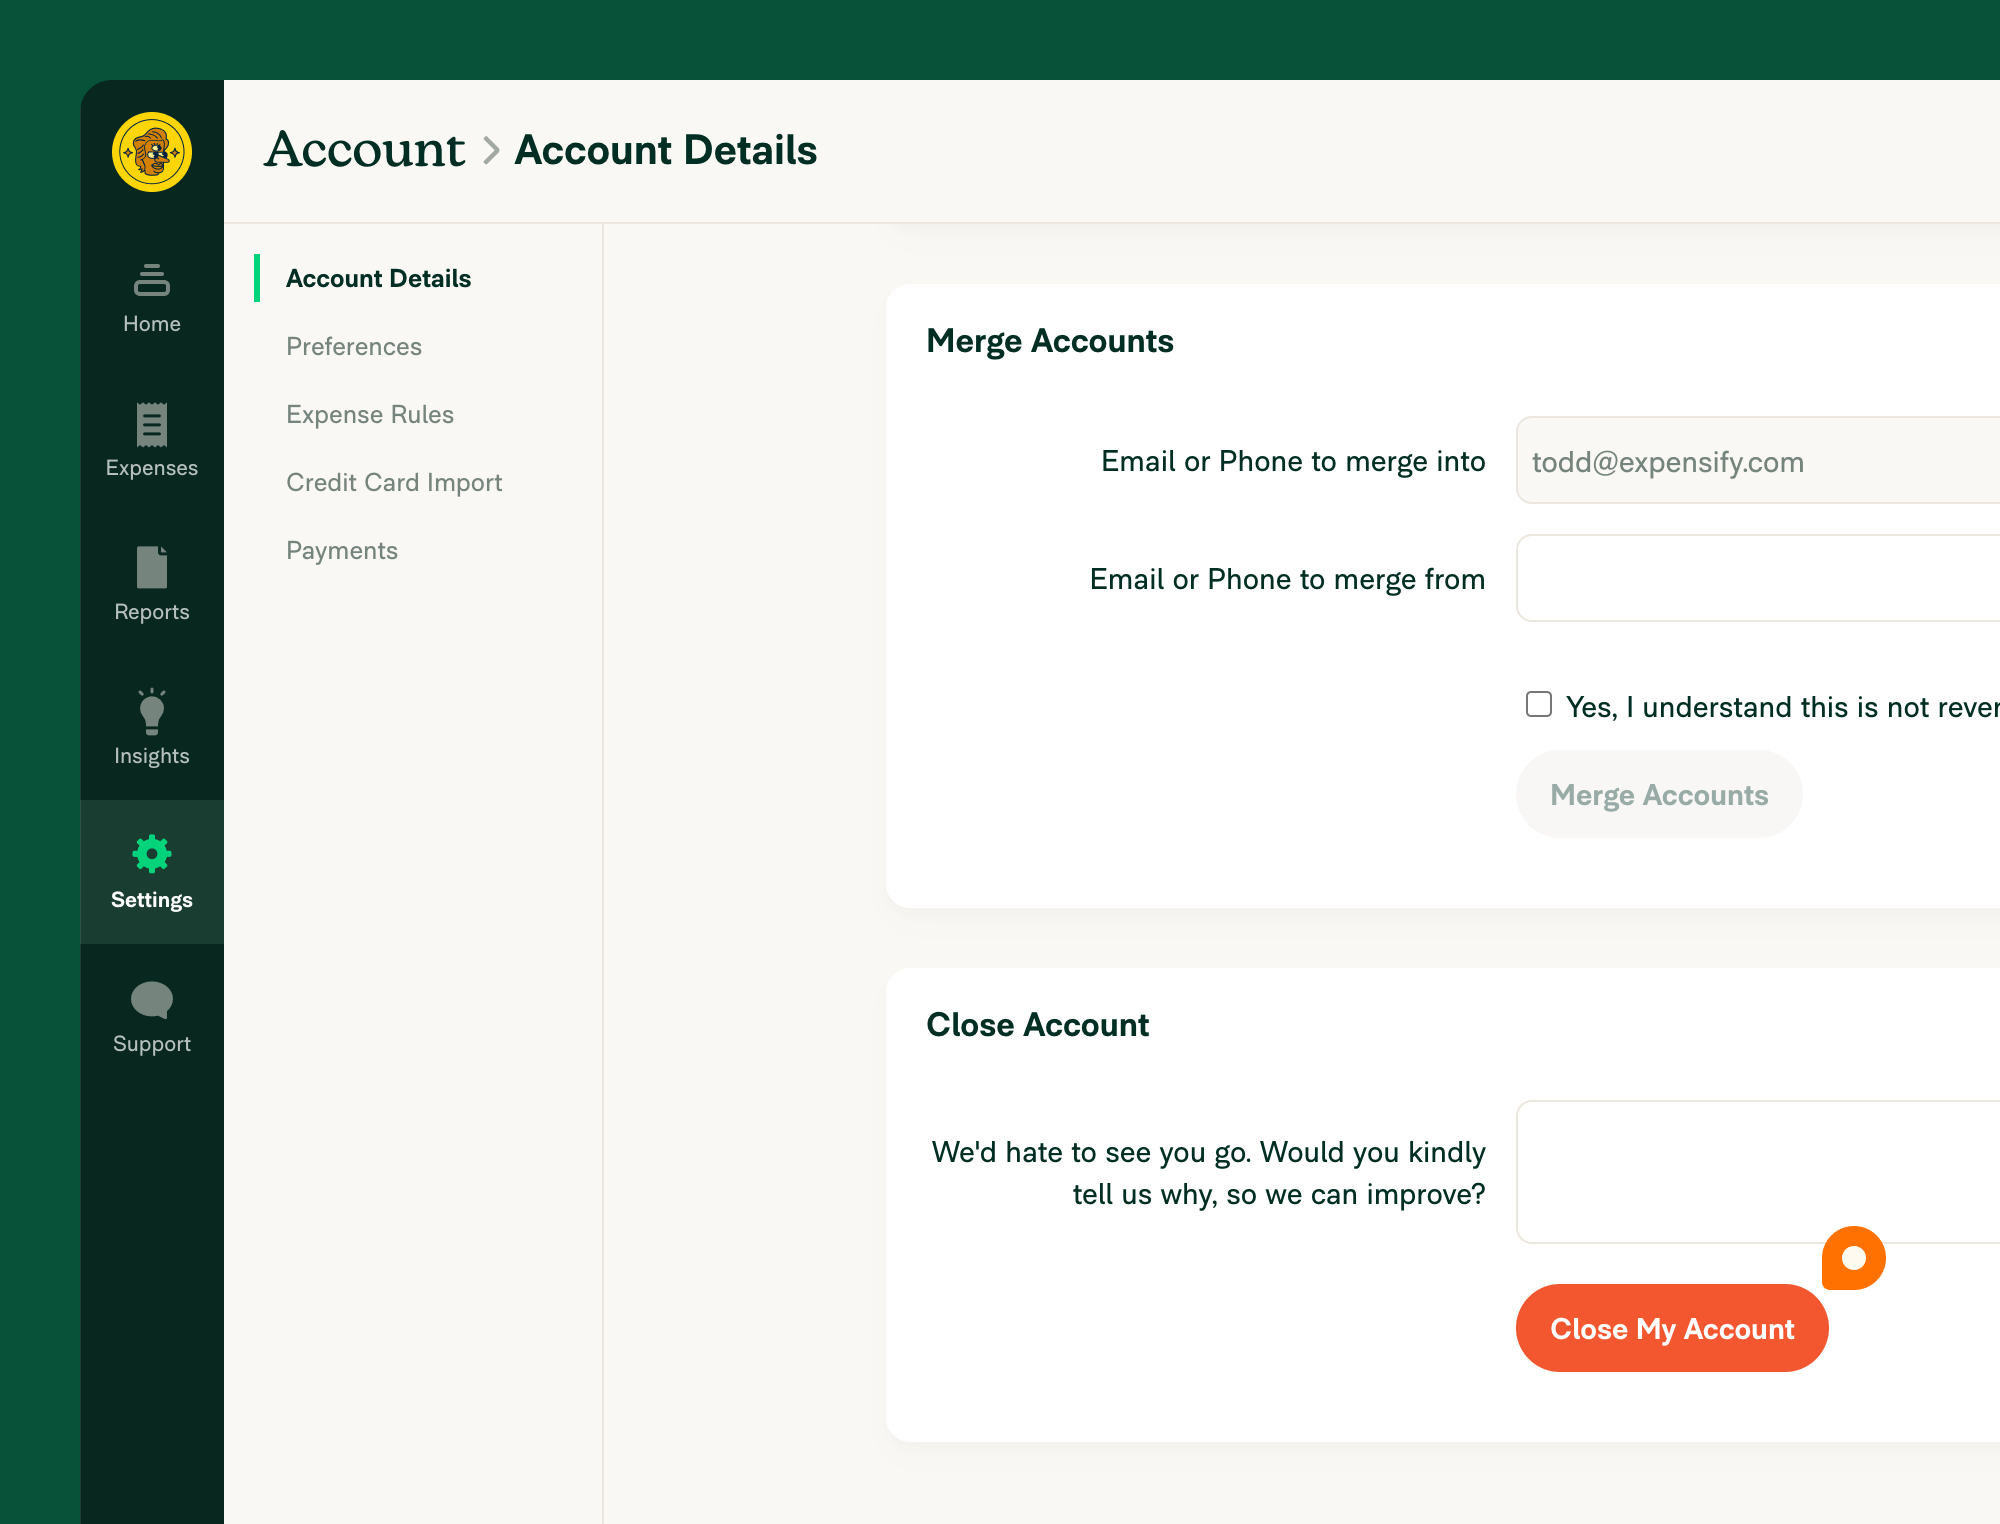 Account > Account Details
Home
Expenses
Reports
Insights
Settings
Support
Account Details
Preferences
Expense Rules
Credit Card Import
Payments
Merge Accounts
Email or Phone to merge into
todd@expensify.com
Email or Phone to merge from
Yes, I understand this is not
Merge Accounts
Close Account
We'd hate to see you go. Would you kindly
tell us why, so we can improve?
Close My Account